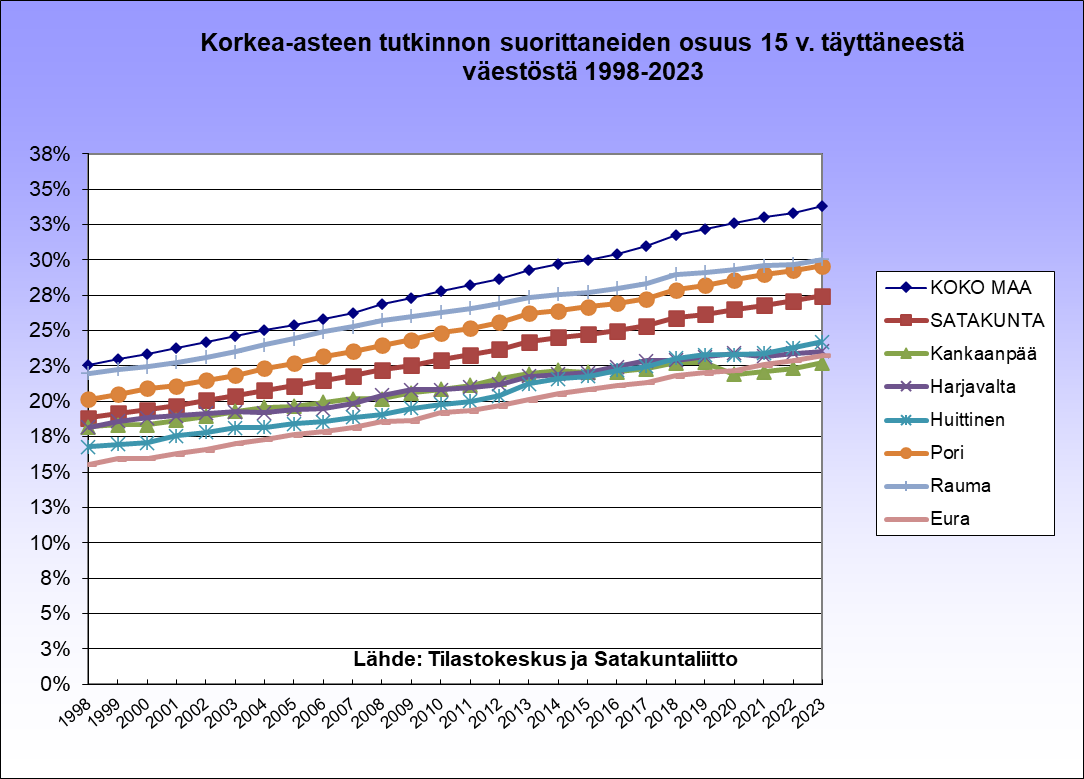 Korkea-asteen tutkinnon suorittaneiden osuus 15 v. täyttäneestä
väestöstä 1998-2023
38%
35%
33%
30%
28%
25%
23%
20%
18%
15%
13%
10%
8%
5%
3%
0%
KOKO MAA
SATAKUNTA
Kankaanpää
Harjavalta
Huittinen
Pori
Rauma
Eura
Lähde: Tilastokeskus ja Satakuntaliitto
1998 1999 2000 2001 2002 2003 2004 2005 2006 2007 2008 2009 2010 2011 2012 2013 2014 2015 2016 2017 2018 2019 2020 2021 2022 2023